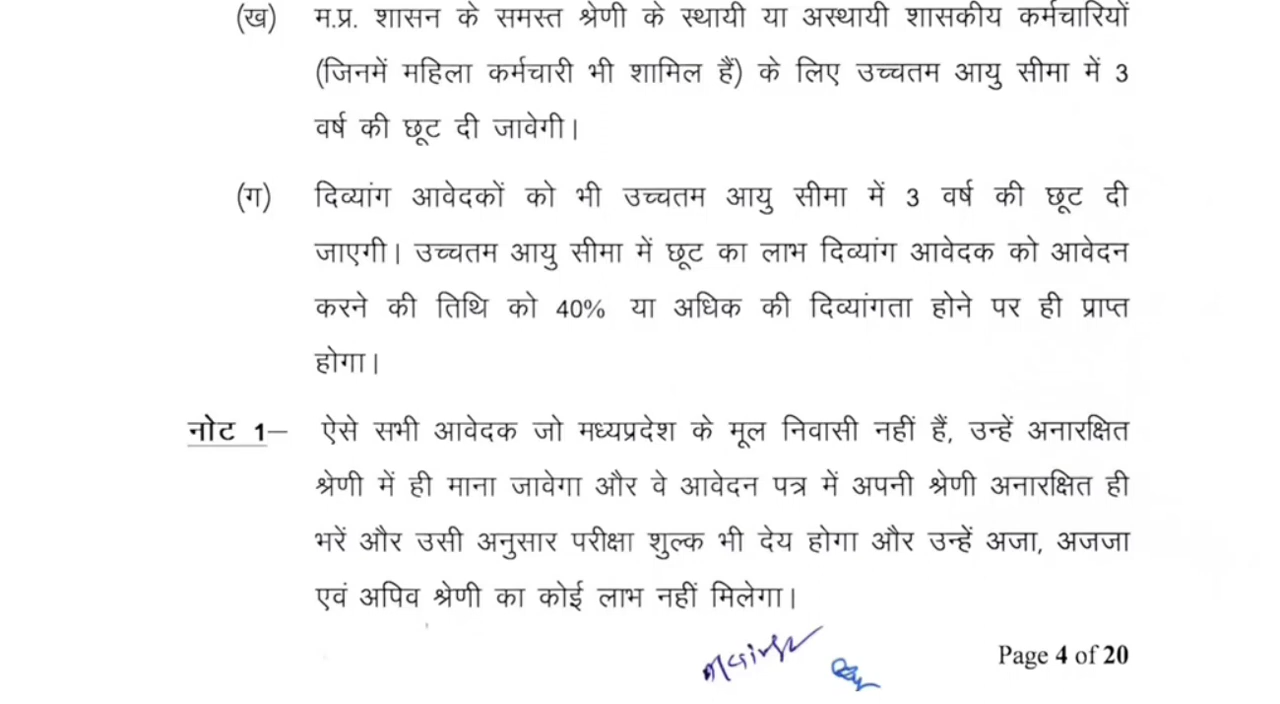 (ख) म.प्र. शासन के समस्त श्रेणी के स्थायी या अस्थायी शासकीय कर्मचारियों
(जिनमें महिला कर्मचारी भी शामिल हैं) के लिए उच्चतम आयु सीमा में 3
वर्ष की छूट दी जावेगी।
(ग) दिव्यांग आवेदकों को भी उच्चतम आयु सीमा में 3 वर्ष की छूट दी
जाएगी। उच्चतम आयु सीमा में छूट का लाभ दिव्यांग आवेदक को आवेदन
करने की तिथि को 40% या अधिक की दिव्यांगता होने पर ही प्राप्त
होगा।
नोट 1– ऐसे सभी आवेदक जो मध्यप्रदेश के मूल निवासी नहीं हैं, उन्हें अनारक्षित
श्रेणी में ही माना जावेगा और वे आवेदन पत्र में अपनी श्रेणी अनारक्षित ही
भरें और उसी अनुसार परीक्षा शुल्क भी देय होगा और उन्हें अजा, अजजा
एवं अपिव श्रेणी का कोई लाभ नहीं मिलेगा।
Page 4 of 20